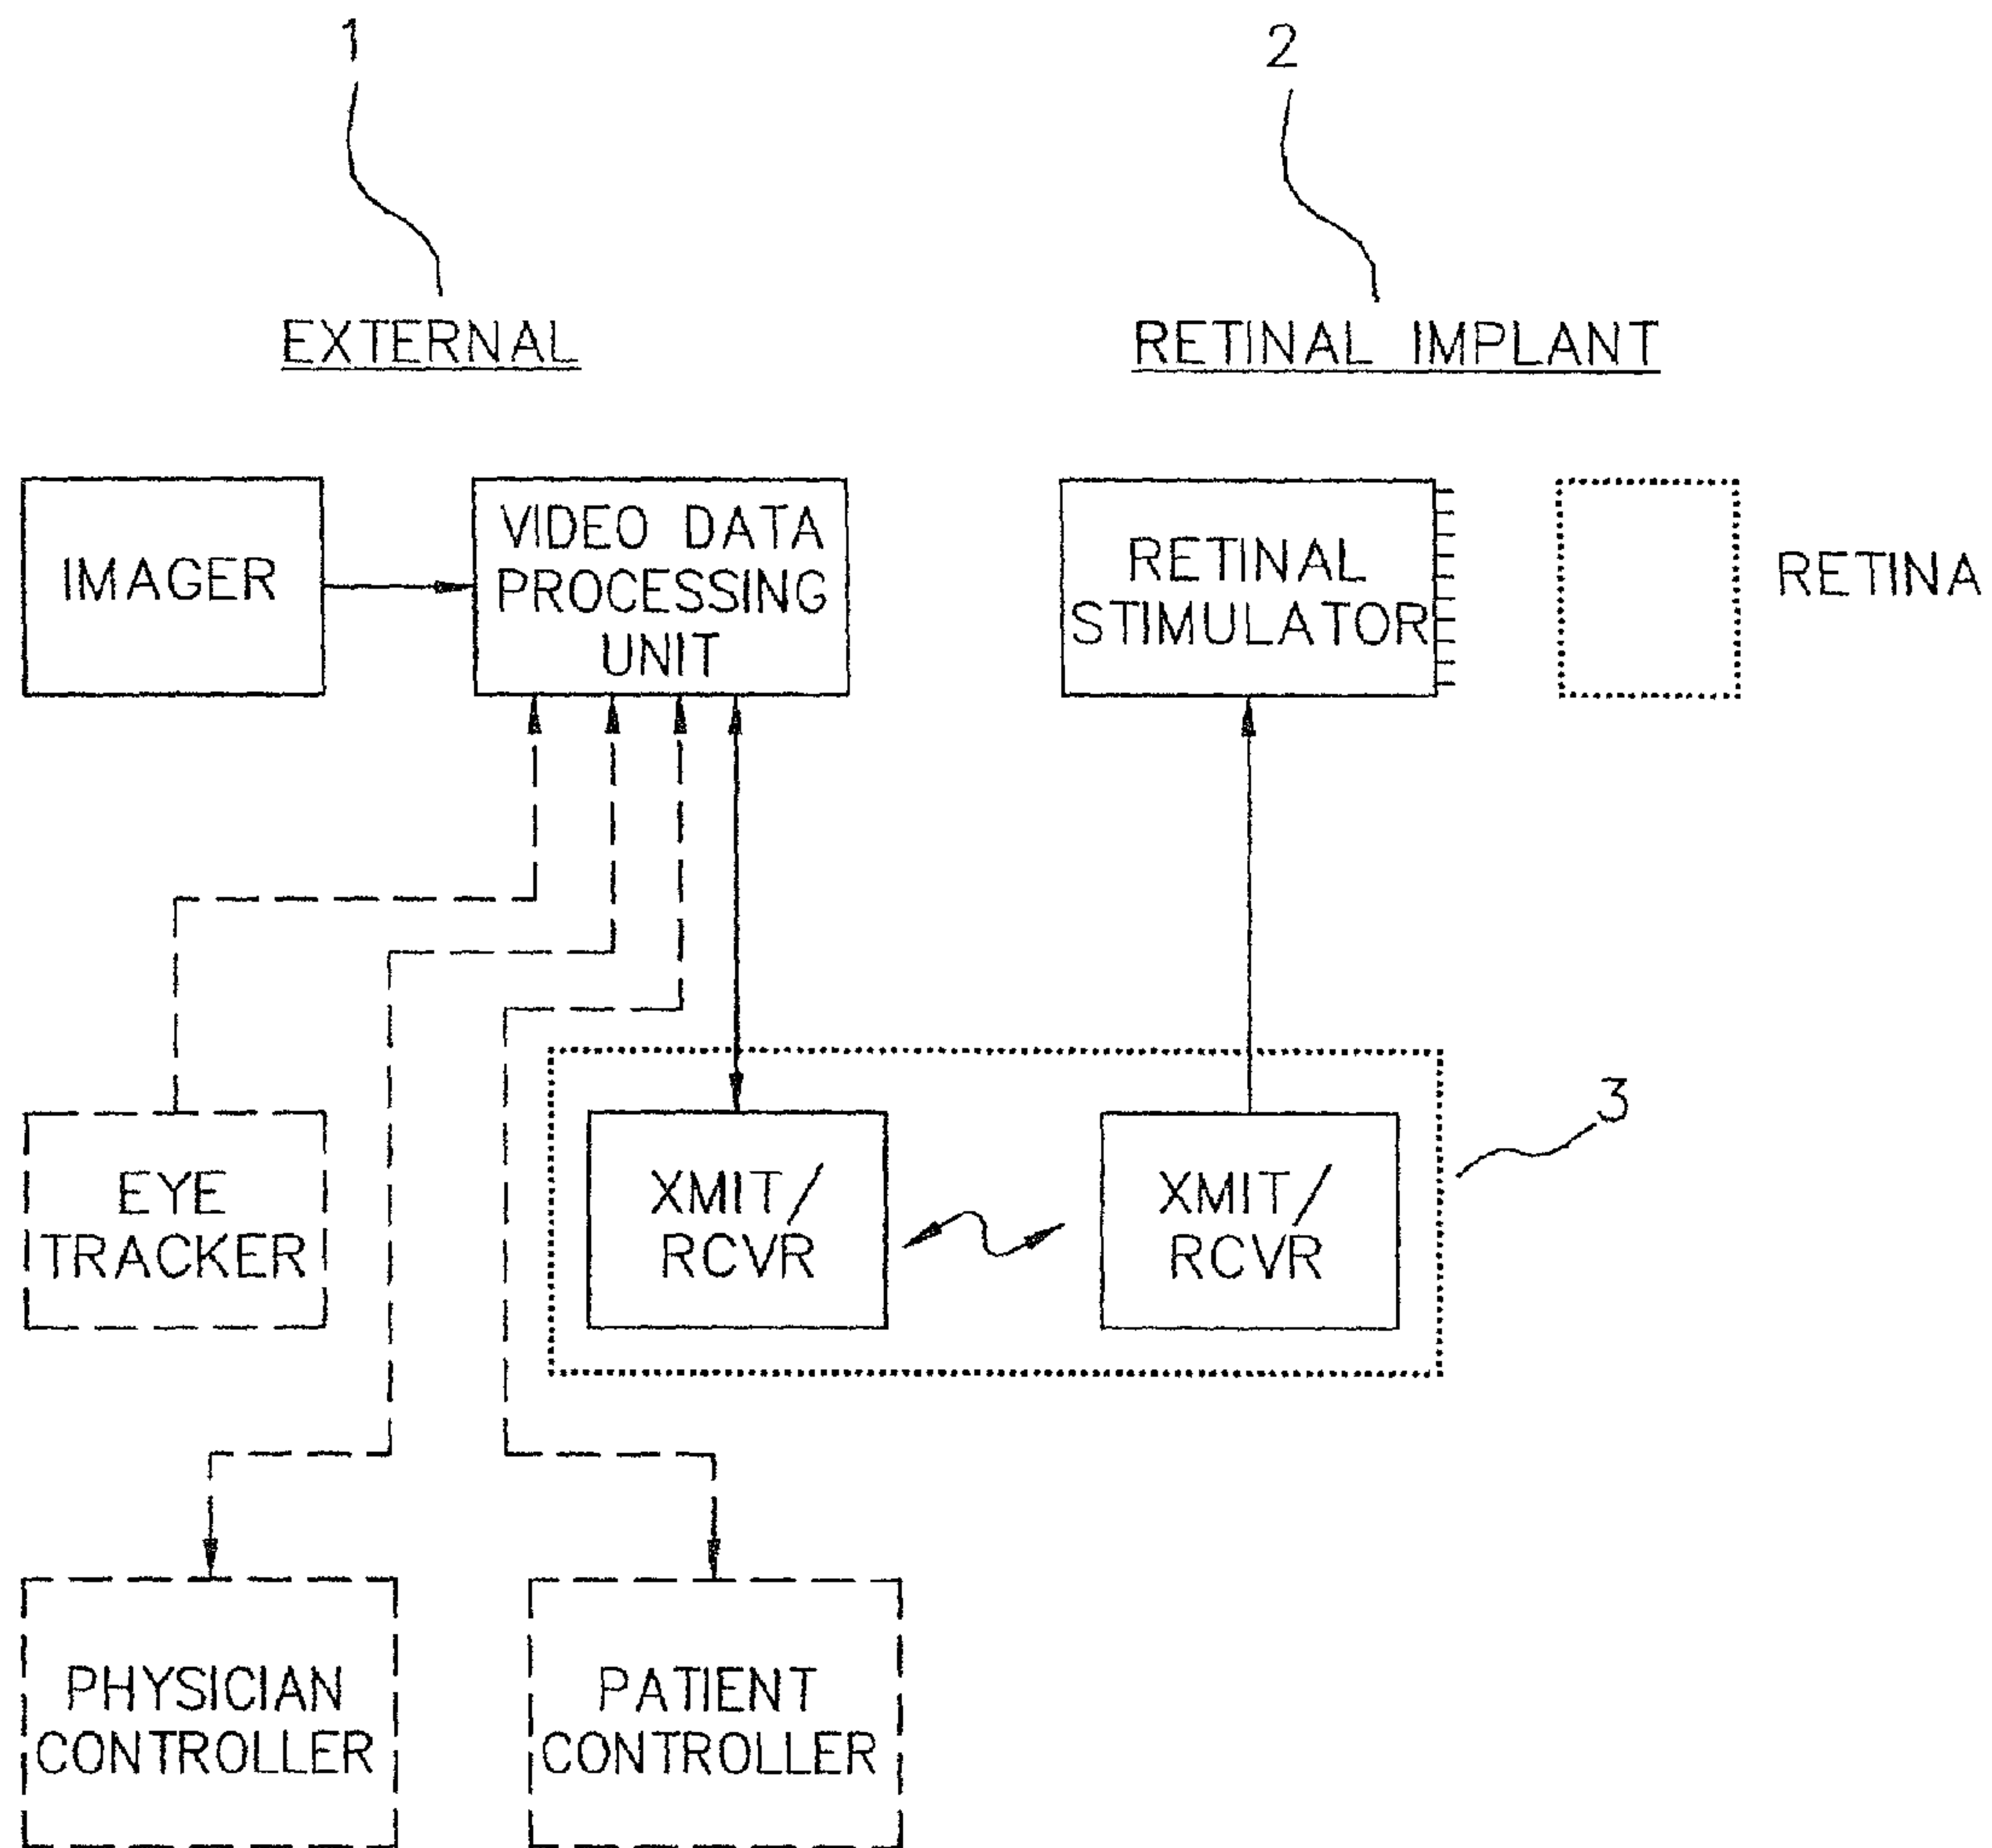 1
2
EXTERNAL
RETINAL IMPLANT
IMAGER
VIDEO DATA
PROCESSING
UNIT
RETINAL
STIMULATOR
RETINA
3
EYE
TRACKER
XMIT/
RCVR
XMIT/
RCVR
PHYSICIAN
CONTROLLER
PATIENT
CONTROLLER